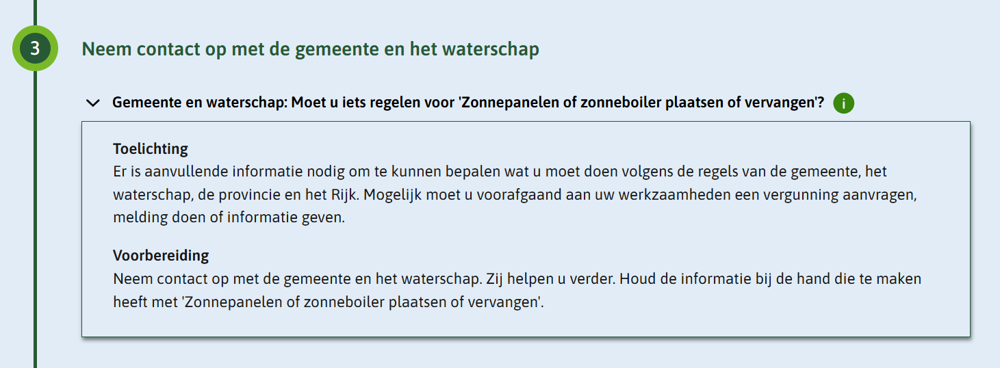 3
Neem contact op met de gemeente en het waterschap
Gemeente en waterschap: Moet u iets regelen voor 'Zonnepanelen of zonneboiler plaatsen of vervangen'? i
Toelichting
Er is aanvullende informatie nodig om te kunnen bepalen wat u moet doen volgens de regels van de gemeente, het
waterschap, de provincie en het Rijk. Mogelijk moet u voorafgaand aan uw werkzaamheden een vergunning aanvragen,
melding doen of informatie geven.
Voorbereiding
Neem contact op met de gemeente en het waterschap. Zij helpen u verder. Houd de informatie bij de hand die te maken
heeft met 'Zonnepanelen of zonneboiler plaatsen of vervangen'.